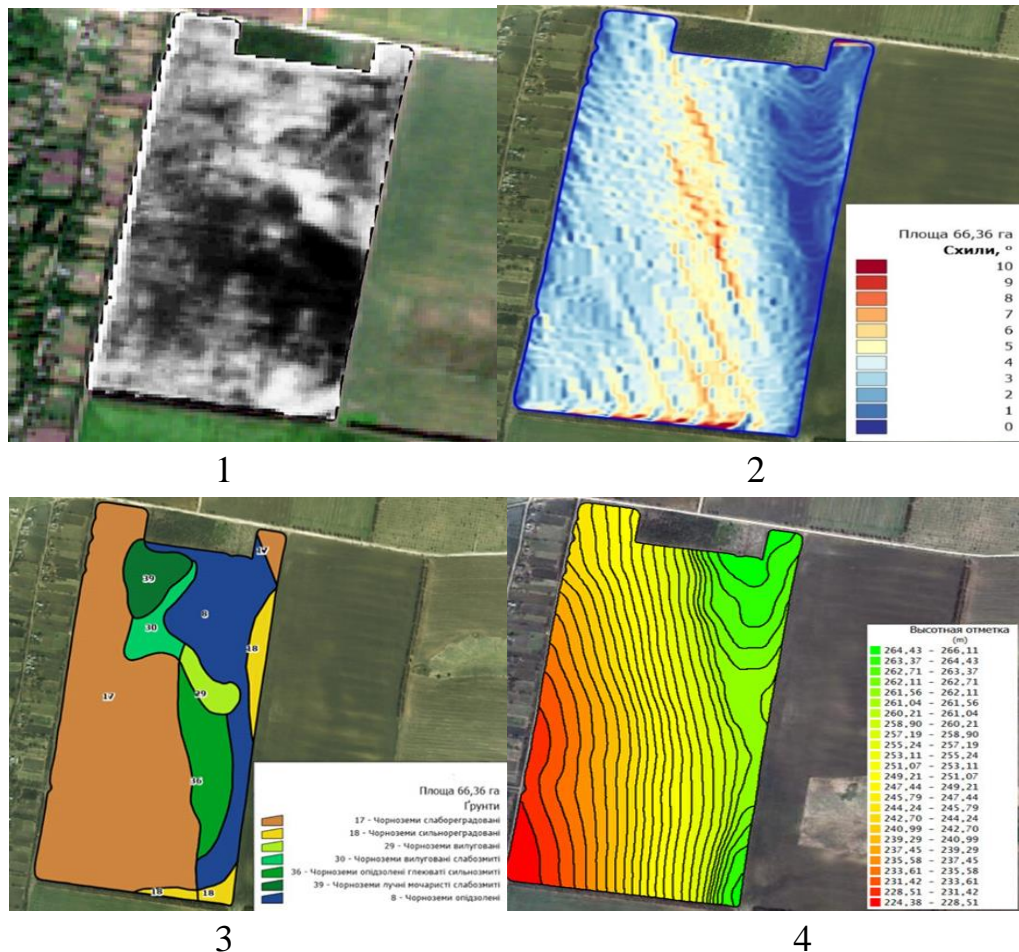 Площа 66,36 га
Схили, °
10
9
8
7
6
5
4
3
2
1
0
1
2
17
39
8
30
18
29
17
36
18
18
Площа 66,36 га
Ґрунти
17 - Чорноземи слабореградовані
18 - Чорноземи сильнореградовані
29 - Чорноземи вилуговані
30 - Чорноземи вилуговані слабозмиті
36 - Чорноземи опідзолені глеюваті сильнозмиті
39 - Чорноземи лучні мочаристі слабозмиті
8 - Чорноземи опідзолені
Высотная отметка
(m)
264,43 - 266,11
263,37 - 264,43
262,71 - 263,37
262,11 - 262,71
261,56 - 262,11
261,04 - 261,56
260,21 - 261,04
258,90 - 260,21
257,19 - 258,90
255,24 - 257,19
253,11 - 255,24
251,07 - 253,11
249,21 - 251,07
247,44 - 249,21
245,79 - 247,44
244,24 - 245,79
242,70 - 244,24
240,99 - 242,70
239,29 - 240,99
237,45 - 239,29
235,58 - 237,45
233,61 - 235,58
231,42 - 233,61
228,51 - 231,42
224,38 - 228,51
3
4